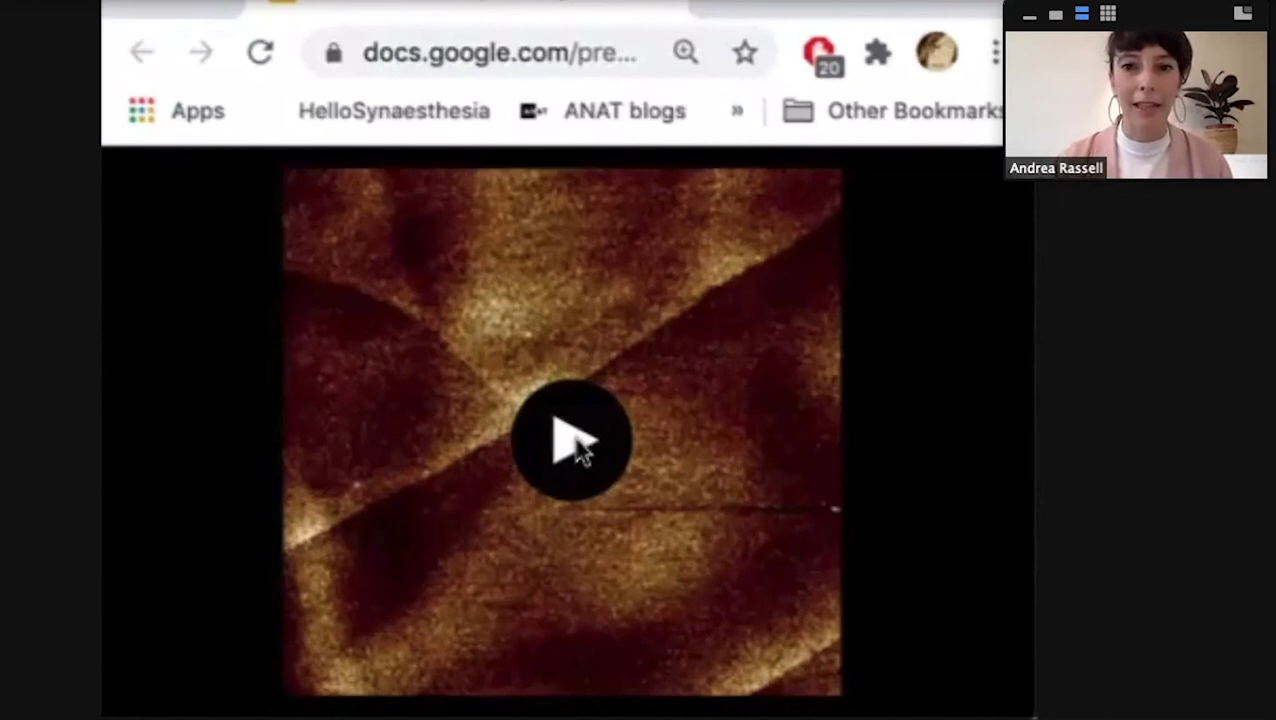 docs.google.com/pre...
20
Apps
HelloSynaesthesia
ANAT blogs
»
Other Bookmarks
Andrea Rassell